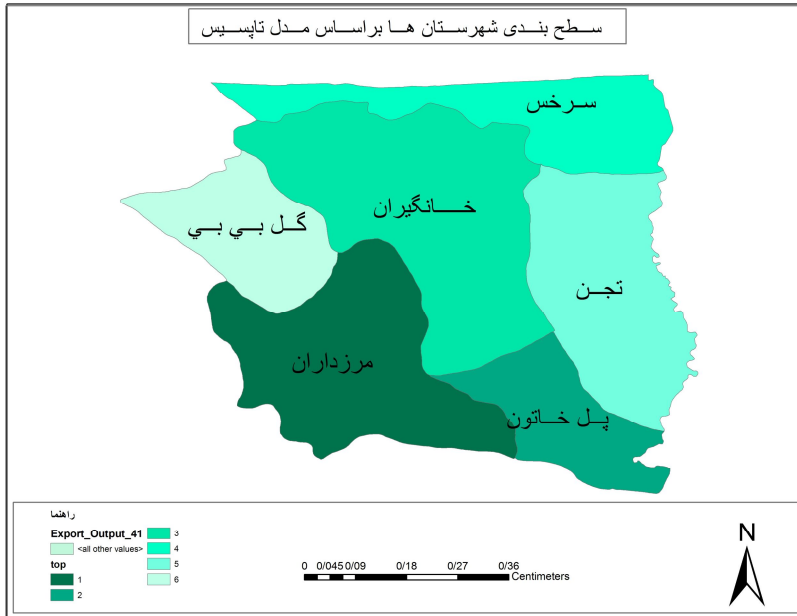 سطح بندی شهرستان ها براساس مدل تاپسیس
سرخس
خانگیران
گل بي بي
تجن
مرزداران
پل خاتون
راهنما
Export_Output_41
<all other values>
top
1
2
3
4
5
6
0 0/045 0/09 0/18 0/27 0/36
Centimeters
N